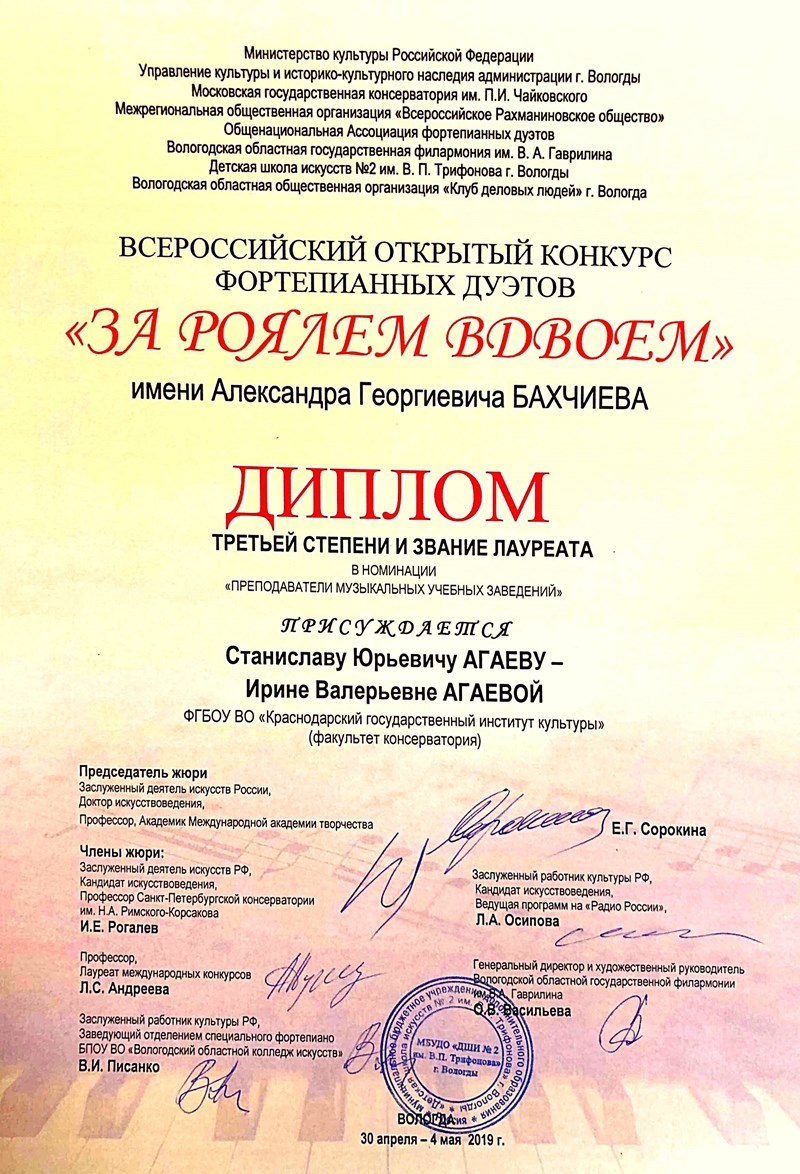 Министерство культуры Российской Федерации
Управление культуры и историко-культурного наследия администрации г. Вологды
Московская государственная консерватория им. П.И. Чайковского
Межрегиональная общественная организация «Всероссийское Рахманиновское общество»
Общенациональная Ассоциация фортепианных дуэтов
Вологодская областная государственная филармония им. В. А. Гаврилина
Детская школа искусств №2 им. В. П. Трифонова г. Вологды
Вологодская областная общественная организация «Клуб деловых людей» г. Вологда
ВСЕРОССИЙСКИЙ ОТКРЫТЫЙ КОНКУРС
ФОРТЕПИАННЫХ ДУЭТОВ
«ЗА РОЯЛЕМ ВДВОЕМ»
имени Александра Георгиевича БАХЧИЕВА
ДИПЛОМ
ТРЕТЬЕЙ СТЕПЕНИ И ЗВАНИЕ ЛАУРЕАТА
В НОМИНАЦИИ
«ПРЕПОДАВАТЕЛИ МУЗЫКАЛЬНЫХ УЧЕБНЫХ ЗАВЕДЕНИЙ»
ПРИСУЖДАЕТСЯ
Станиславу Юрьевичу АГАЕВУ –
Ирине Валерьевне АГАЕВОЙ
ФГБОУ ВО «Краснодарский государственный институт культуры»
(факультет консерватория)
Председатель жюри
Заслуженный деятель искусств России,
Доктор искусствоведения,
Профессор, Академик Международной академии творчества
Е.Г. Сорокина
Члены жюри:
Заслуженный деятель искусств РФ,
Кандидат искусствоведения,
Профессор Санкт-Петербургской консерватории
им. Н.А. Римского-Корсакова
И.Е. Рогалев
Заслуженный работник культуры РФ,
Кандидат искусствоведения,
Ведущая программ на «Радио России»,
Л.А. Осипова
Профессор,
Лауреат международных конкурсов
Л.С. Андреева
Генеральный директор и художественный руководитель
Вологодской областной государственной филармонии
им. В.А. Гаврилина
О.В. Васильева
Заслуженный работник культуры РФ,
Заведующий отделением специального фортепиано
БПОУ ВО «Вологодский областной колледж искусств»
В.И. Писанко
МБУДО «ДШИ № 2
им. В.П. Трифонова»
г. Вологды
ВОЛОГДА
30 апреля – 4 мая 2019 г.